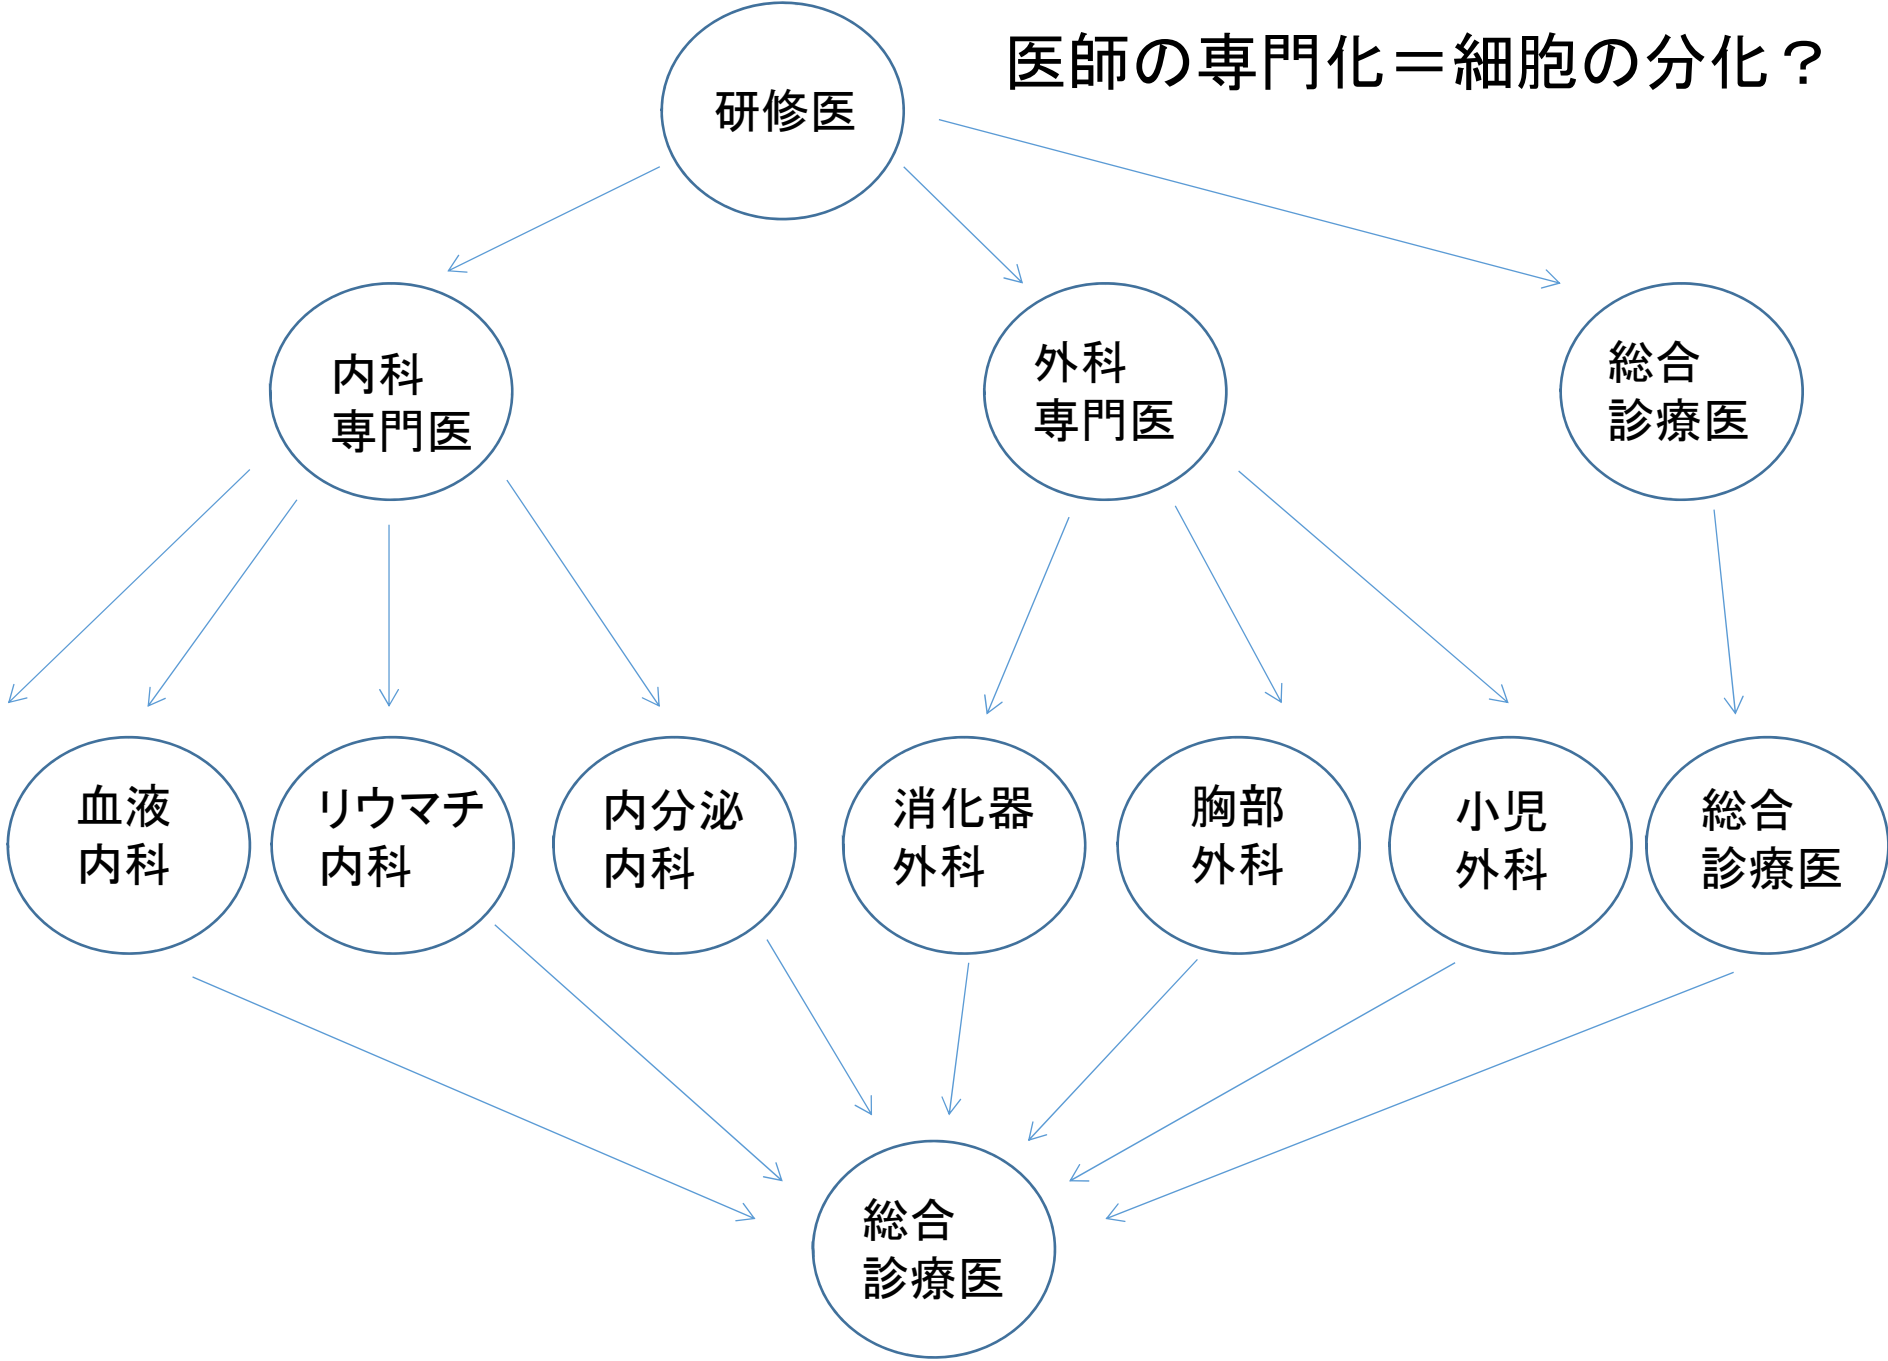 医師の専門化＝細胞の分化？
研修医
内科
専門医
外科
専門医
総合
診療医
血液
内科
リウマチ
内科
内分泌
内科
消化器
外科
胸部
外科
小児
外科
総合
診療医
総合
診療医